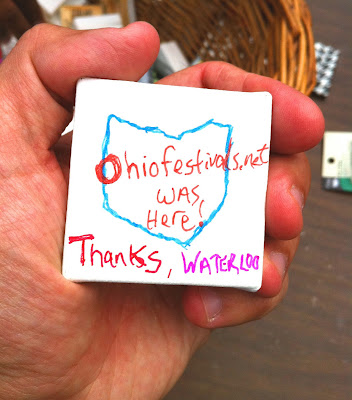 Ohiofestivals.net
WAS
Here!
Thanks, WATERLOO